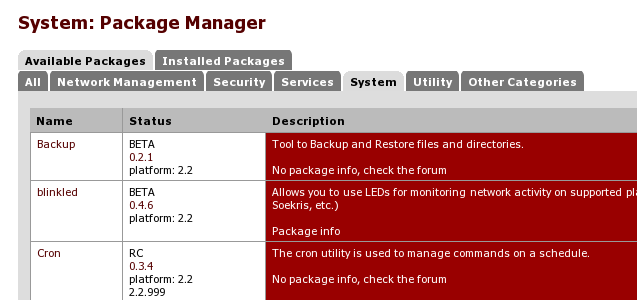 System: Package Manager
Available Packages Installed Packages
All Network Management Security Services System Utility Other Categories
Name Status Description
Backup BETA Tool to Backup and Restore files and directories.
0.2.1
platform: 2.2 No package info, check the forum
blinkled BETA Allows you to use LEDs for monitoring network activity on supported
0.4.6 Soekris, etc.)
platform: 2.2
Package info
Cron RC The cron utility is used to manage commands on a schedule.
0.3.4
platform: 2.2 No package info, check the forum
2.2.999